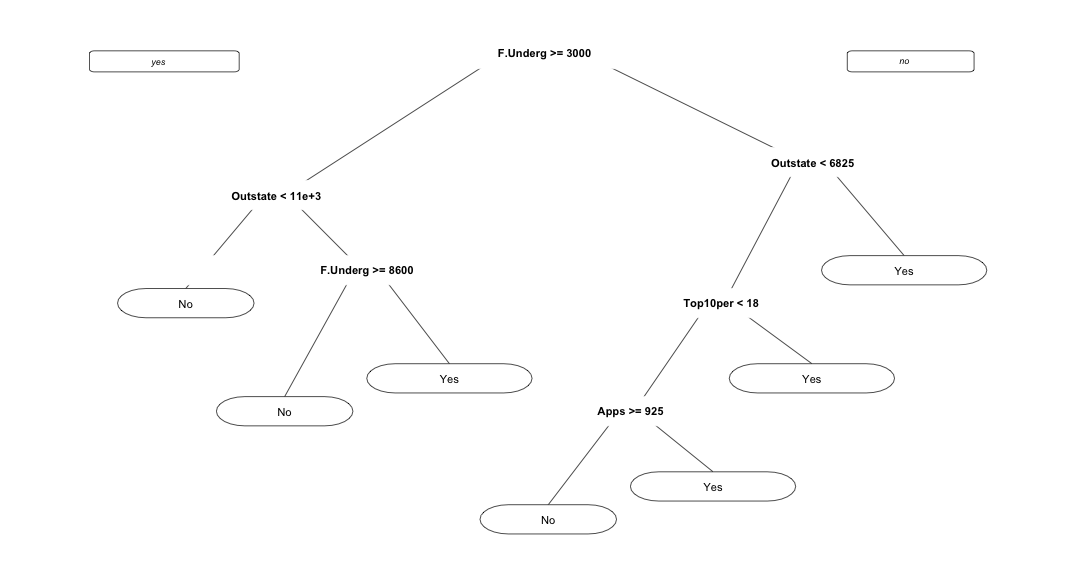 F.Underg >= 3000
yes
no
Outstate < 6825
Outstate < 11e+3
F.Underg >= 8600
Yes
No
Top10per < 18
Yes
Yes
No
Apps >= 925
Yes
No